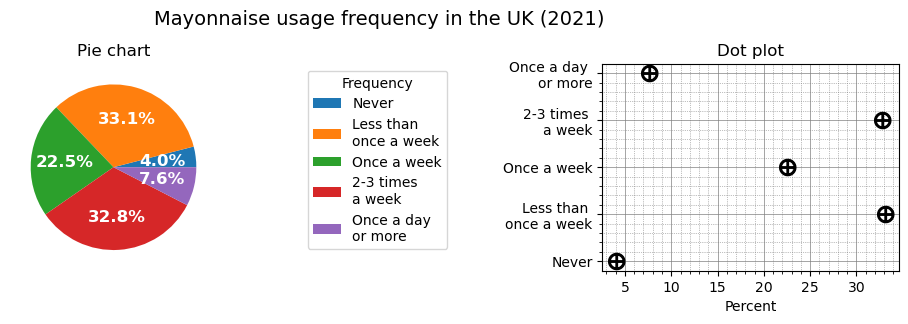 Mayonnaise usage frequency in the UK (2021)
Pie chart
33.1%
4.0%
22.5%
7.6%
32.8%
Frequency
Never
Less than
once a week
Once a week
2-3 times
a week
Once a day
or more
Dot plot
Once a day
or more
2-3 times
a week
Once a week
Less than
once a week
Never
5 10 15 20 25 30
Percent